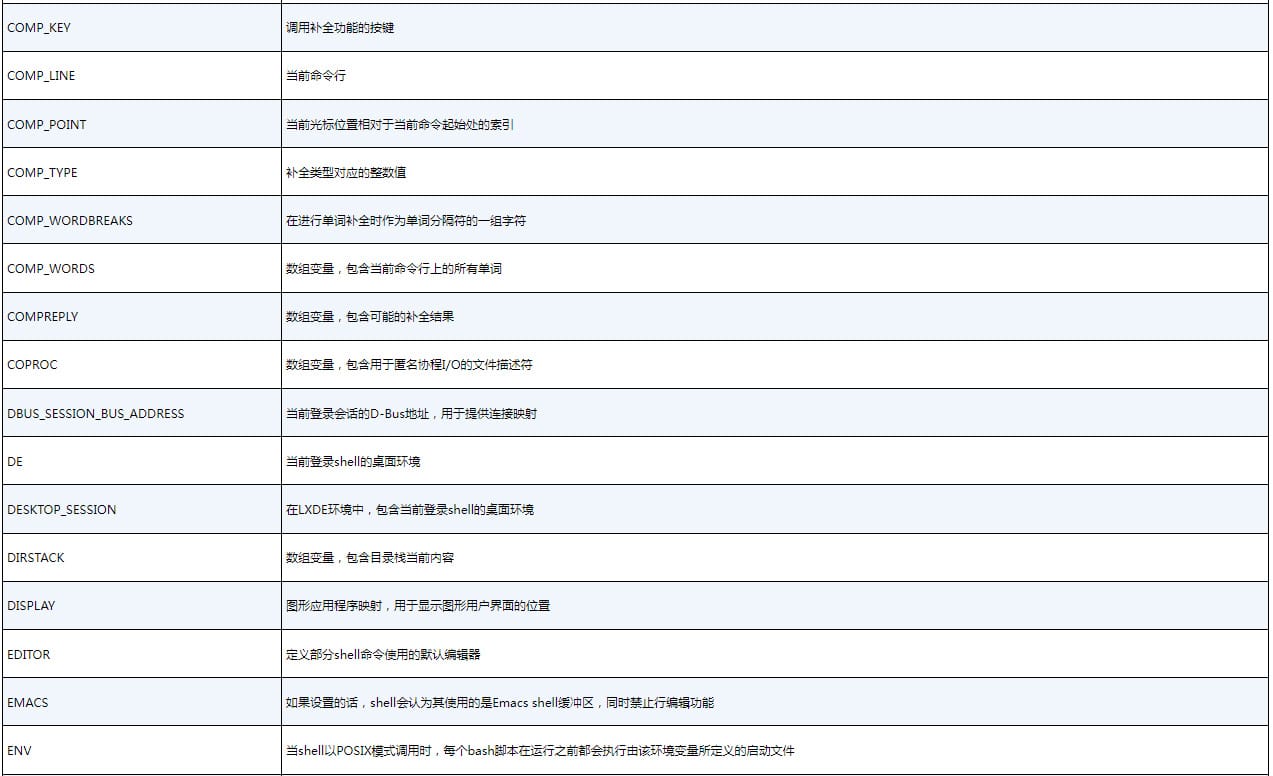 COMP_KEY 调用补全功能的按键
COMP_LINE 当前命令行
COMP_POINT 当前光标位置相对于当前命令起始处的索引
COMP_TYPE 补全类型对应的整数值
COMP_WORDBREAKS 在进行单词补全时作为单词分隔符的一组字符
COMP_WORDS 数组变量，包含当前命令行上的所有单词
COMPREPLY 数组变量，包含可能的补全结果
COPROC 数组变量，包含用于匿名协程I/O的文件描述符
DBUS_SESSION_BUS_ADDRESS 当前登录会话的D-Bus地址，用于提供连接映射
DE 当前登录shell的桌面环境
DESKTOP_SESSION 在LXDE环境中，包含当前登录shell的桌面环境
DIRSTACK 数组变量，包含目录栈当前内容
DISPLAY 图形应用程序映射，用于显示图形用户界面的位置
EDITOR 定义部分shell命令使用的默认编辑器
EMACS 如果设置的话，shell会认为其使用的是Emacs shell缓冲区，同时禁止行编辑功能
ENV 当shell以POSIX模式调用时，每个bash脚本在运行之前都会执行由该环境变量所定义的启动文件